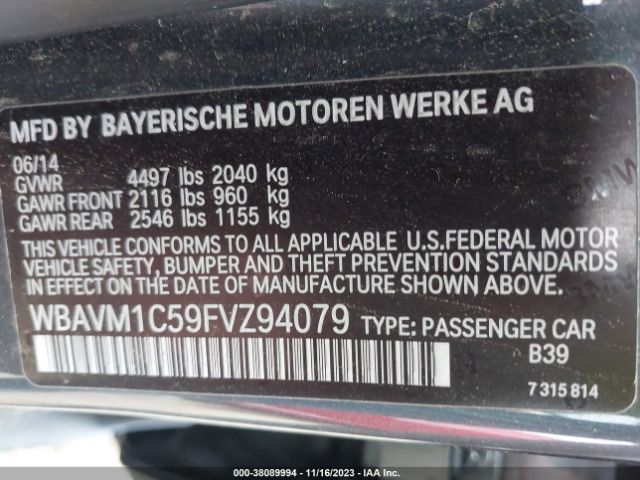 MFD BY BAYERISCHE MOTOREN WERKE AG
06/14
GVWR 4497 lbs 2040 kg
GAWR FRONT 2116 lbs 960 kg
GAWR REAR 2546 lbs 1155 kg
THIS VEHICLE CONFORMS TO ALL APPLICABLE U.S.FEDERAL MOTOR
VEHICLE SAFETY, BUMPER AND THEFT PREVENTION STANDARDS
IN EFFECT ON THE DATE OF MANUFACTURE SHOWN ABOVE.
WBAVM1C59FVZ94079 TYPE: PASSENGER CAR
B39
7 315 814
000-38089994 - 11/16/2023 - IAA Inc.